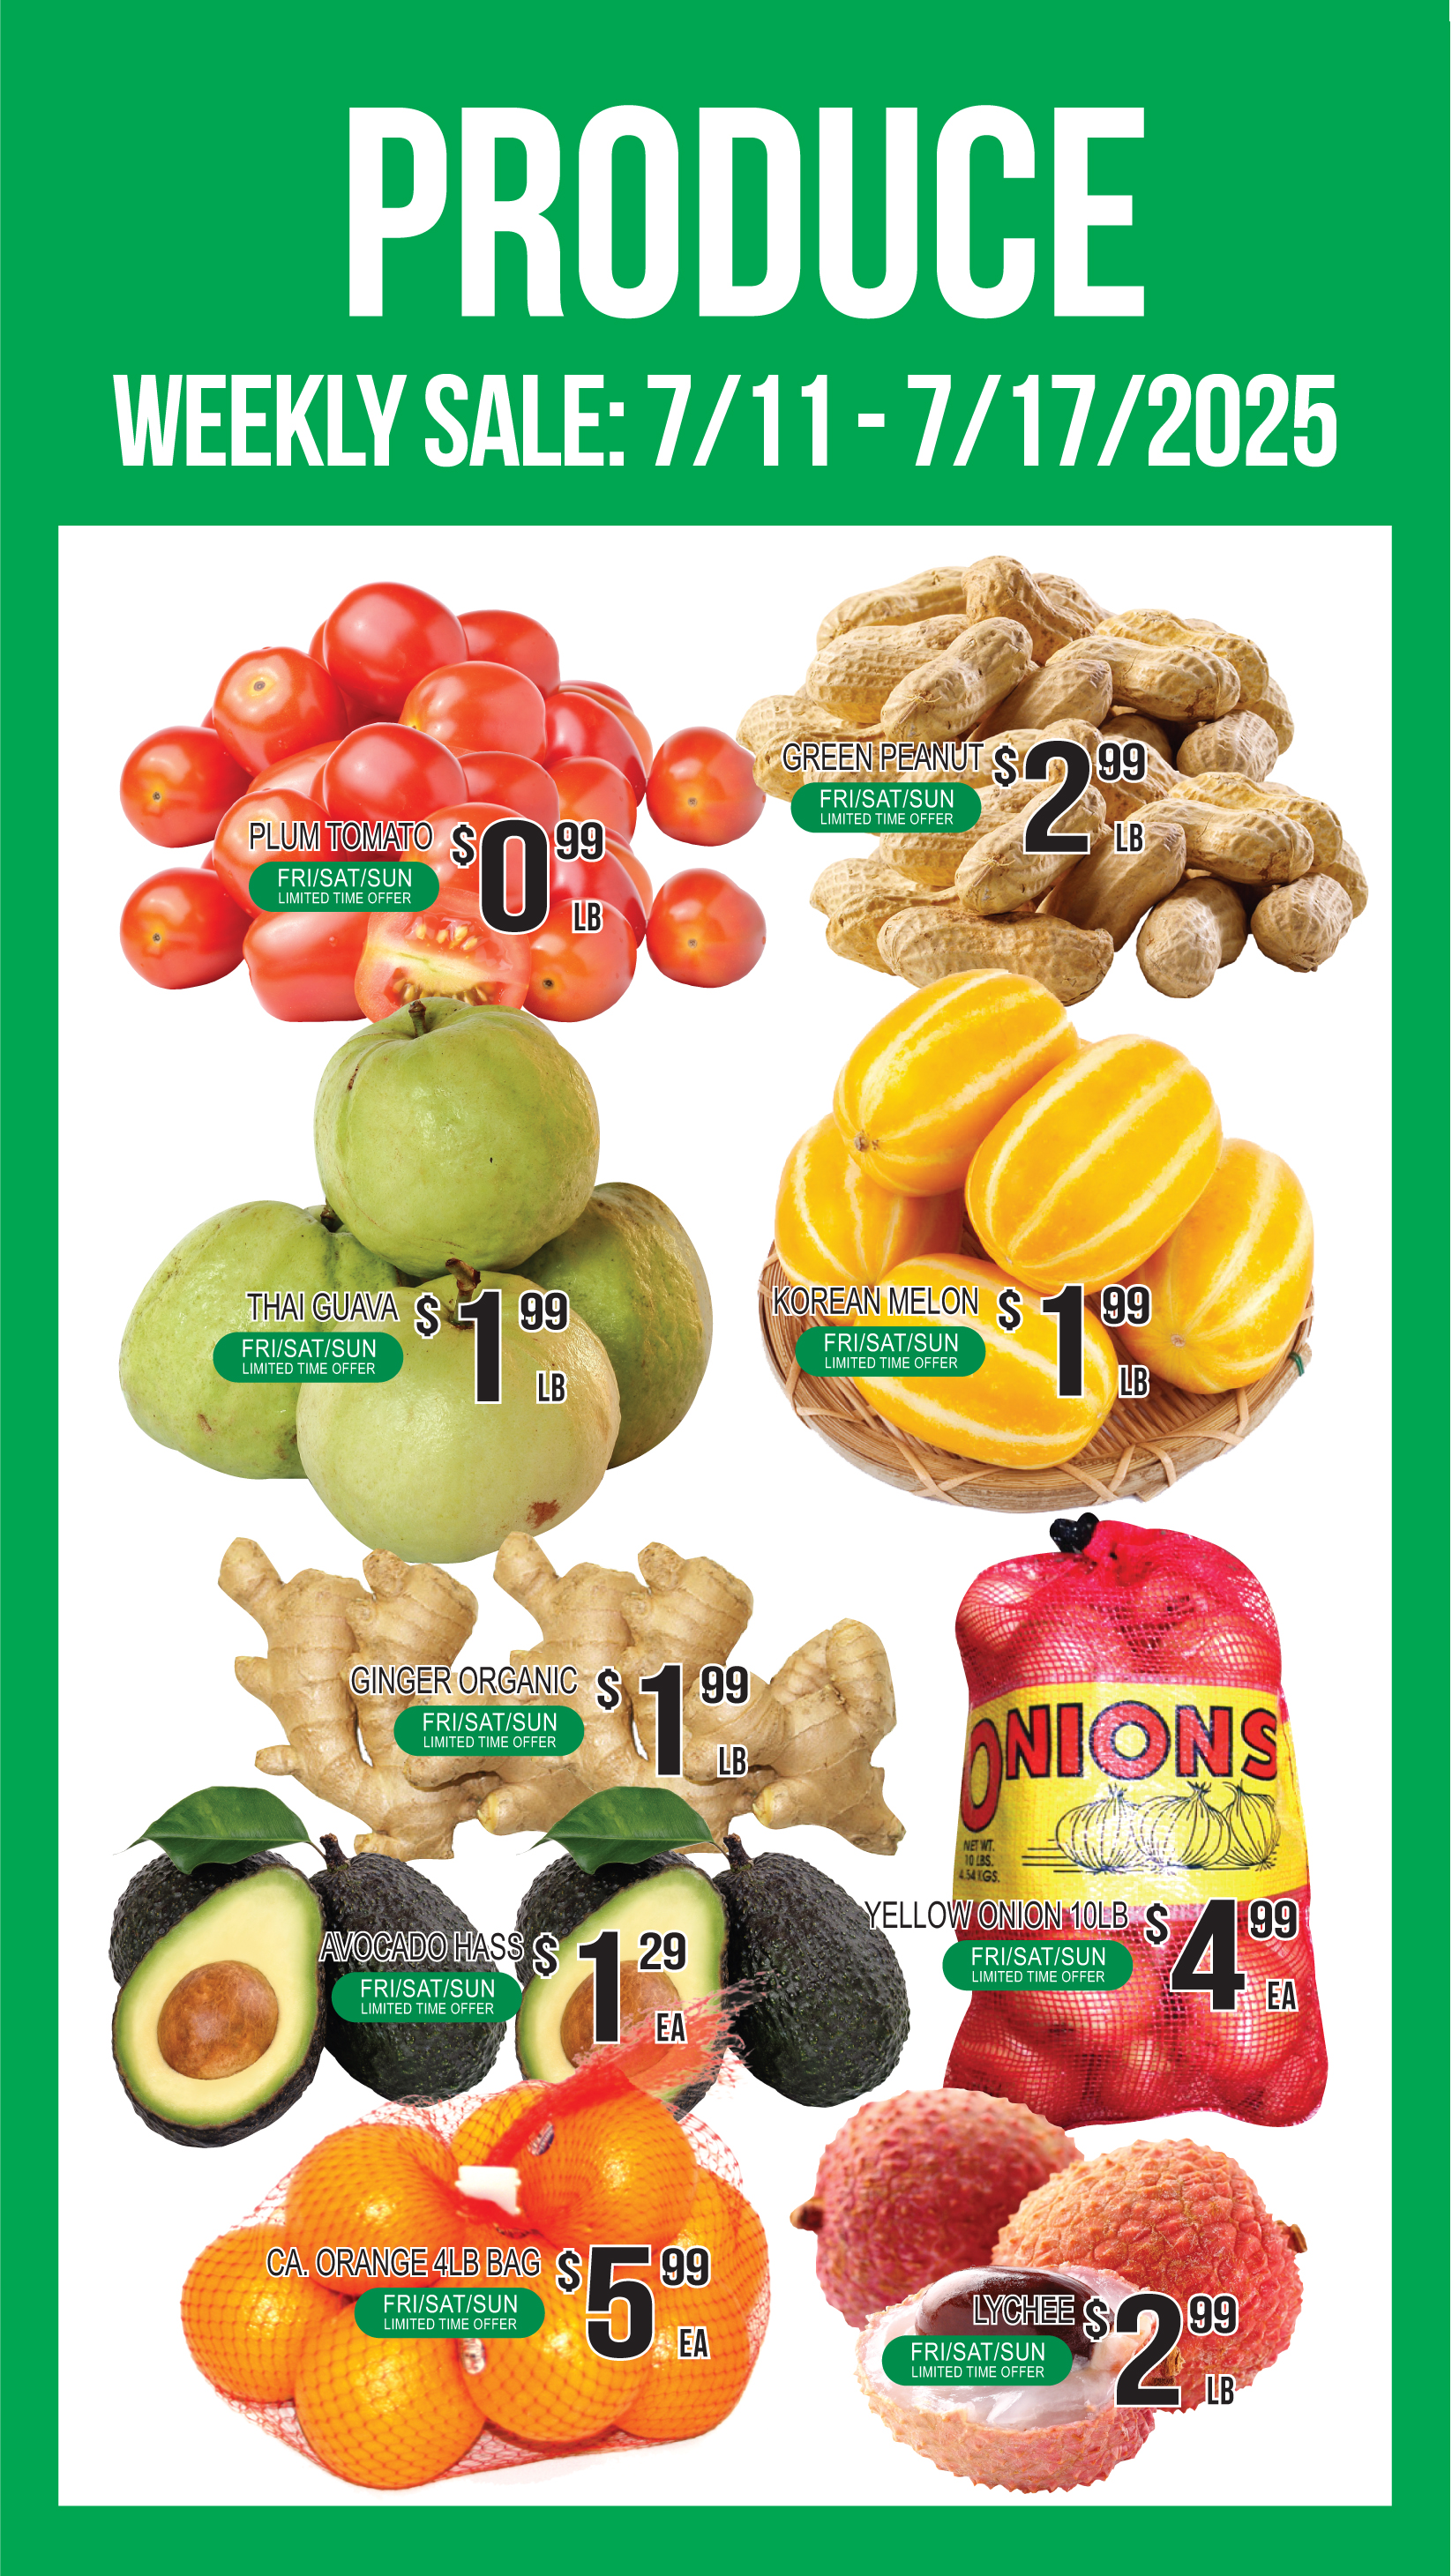 PRODUCE
WEEKLY SALE: 7/11 - 7/17/2025
PLUM TOMATO $0.99 LB
FRI/SAT/SUN
LIMITED TIME OFFER
GREEN PEANUT $2.99 LB
FRI/SAT/SUN
LIMITED TIME OFFER
THAI GUAVA $1.99 LB
FRI/SAT/SUN
LIMITED TIME OFFER
KOREAN MELON $1.99 LB
FRI/SAT/SUN
LIMITED TIME OFFER
GINGER ORGANIC $1.99 LB
FRI/SAT/SUN
LIMITED TIME OFFER
ONIONS
NET WT.
10 LBS.
4.54 KGS.
AVOCADO HASS $1.29 EA
FRI/SAT/SUN
LIMITED TIME OFFER
YELLOW ONION 10LB $4.99 EA
FRI/SAT/SUN
LIMITED TIME OFFER
CA. ORANGE 4LB BAG $5.99 EA
FRI/SAT/SUN
LIMITED TIME OFFER
LYCHEE $2.99 LB
FRI/SAT/SUN
LIMITED TIME OFFER